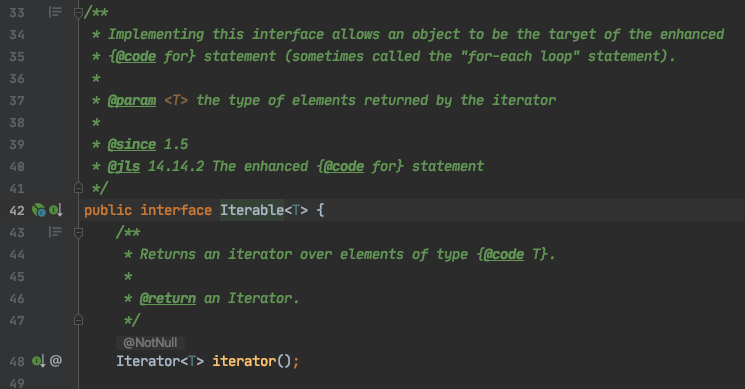 33 /**
34 * Implementing this interface allows an object to be the target of the enhanced
35 * {@code for} statement (sometimes called the "for-each loop" statement).
36 *
37 * @param <T> the type of elements returned by the iterator
38 *
39 * @since 1.5
40 * @jls 14.14.2 The enhanced {@code for} statement
41 */
42 public interface Iterable<T> {
43 /**
44 * Returns an iterator over elements of type {@code T}.
45 *
46 * @return an Iterator.
47 */
@NotNull
48 @ Iterator<T> iterator();
49